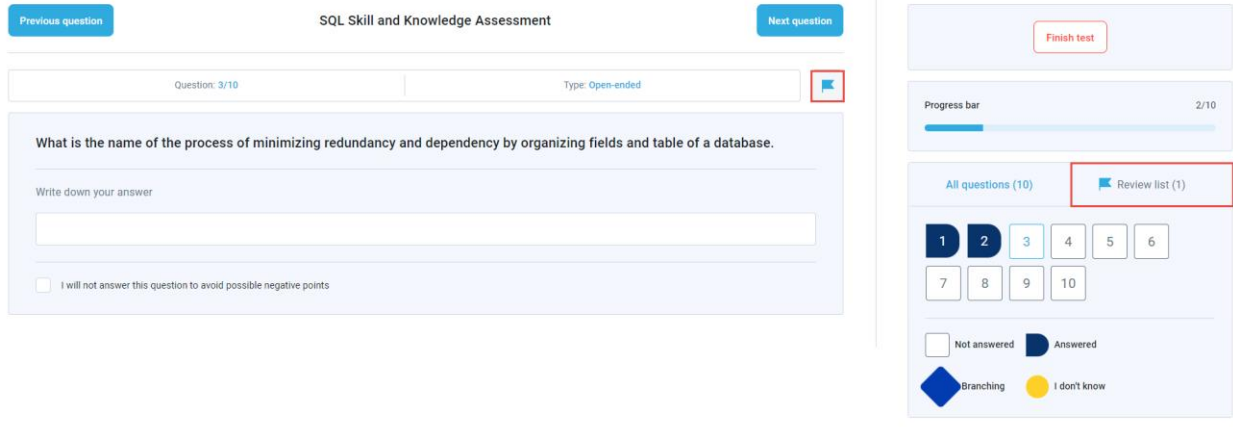 Previous question
SQL Skill and Knowledge Assessment
Next question
Question: 3/10
Type: Open-ended
What is the name of the process of minimizing redundancy and dependency by organizing fields and table of a database.
Write down your answer
I will not answer this question to avoid possible negative points
Finish test
Progress bar
2/10
All questions (10)
Review list (1)
1 2 3 4 5 6
7 8 9 10
Not answered
Answered
Branching
I don't know